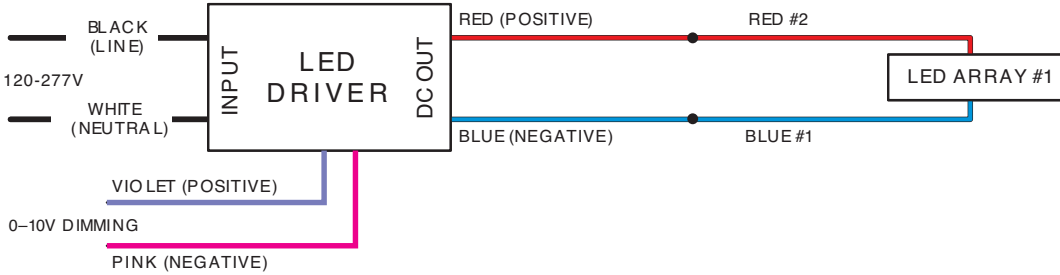 BLACK
(LINE)
120-277V
WHITE
(NEUTRAL)
INPUT
LED
DRIVER
DC OUT
RED (POSITIVE)
RED #2
LED ARRAY #1
BLUE (NEGATIVE)
BLUE #1
VIOLET (POSITIVE)
0–10V DIMMING
PINK (NEGATIVE)